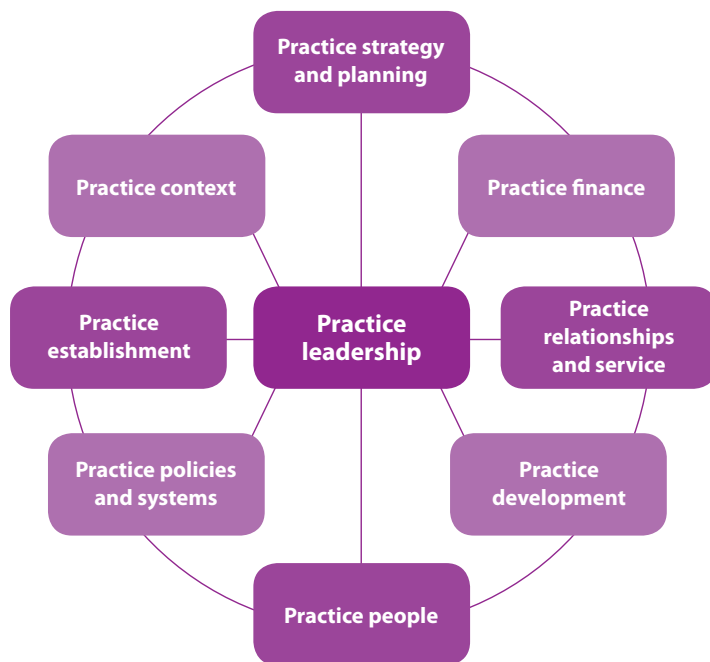 Practice strategy
and planning
Practice context
Practice finance
Practice
establishment
Practice
leadership
Practice
relationships
and service
Practice policies
and systems
Practice
development
Practice people